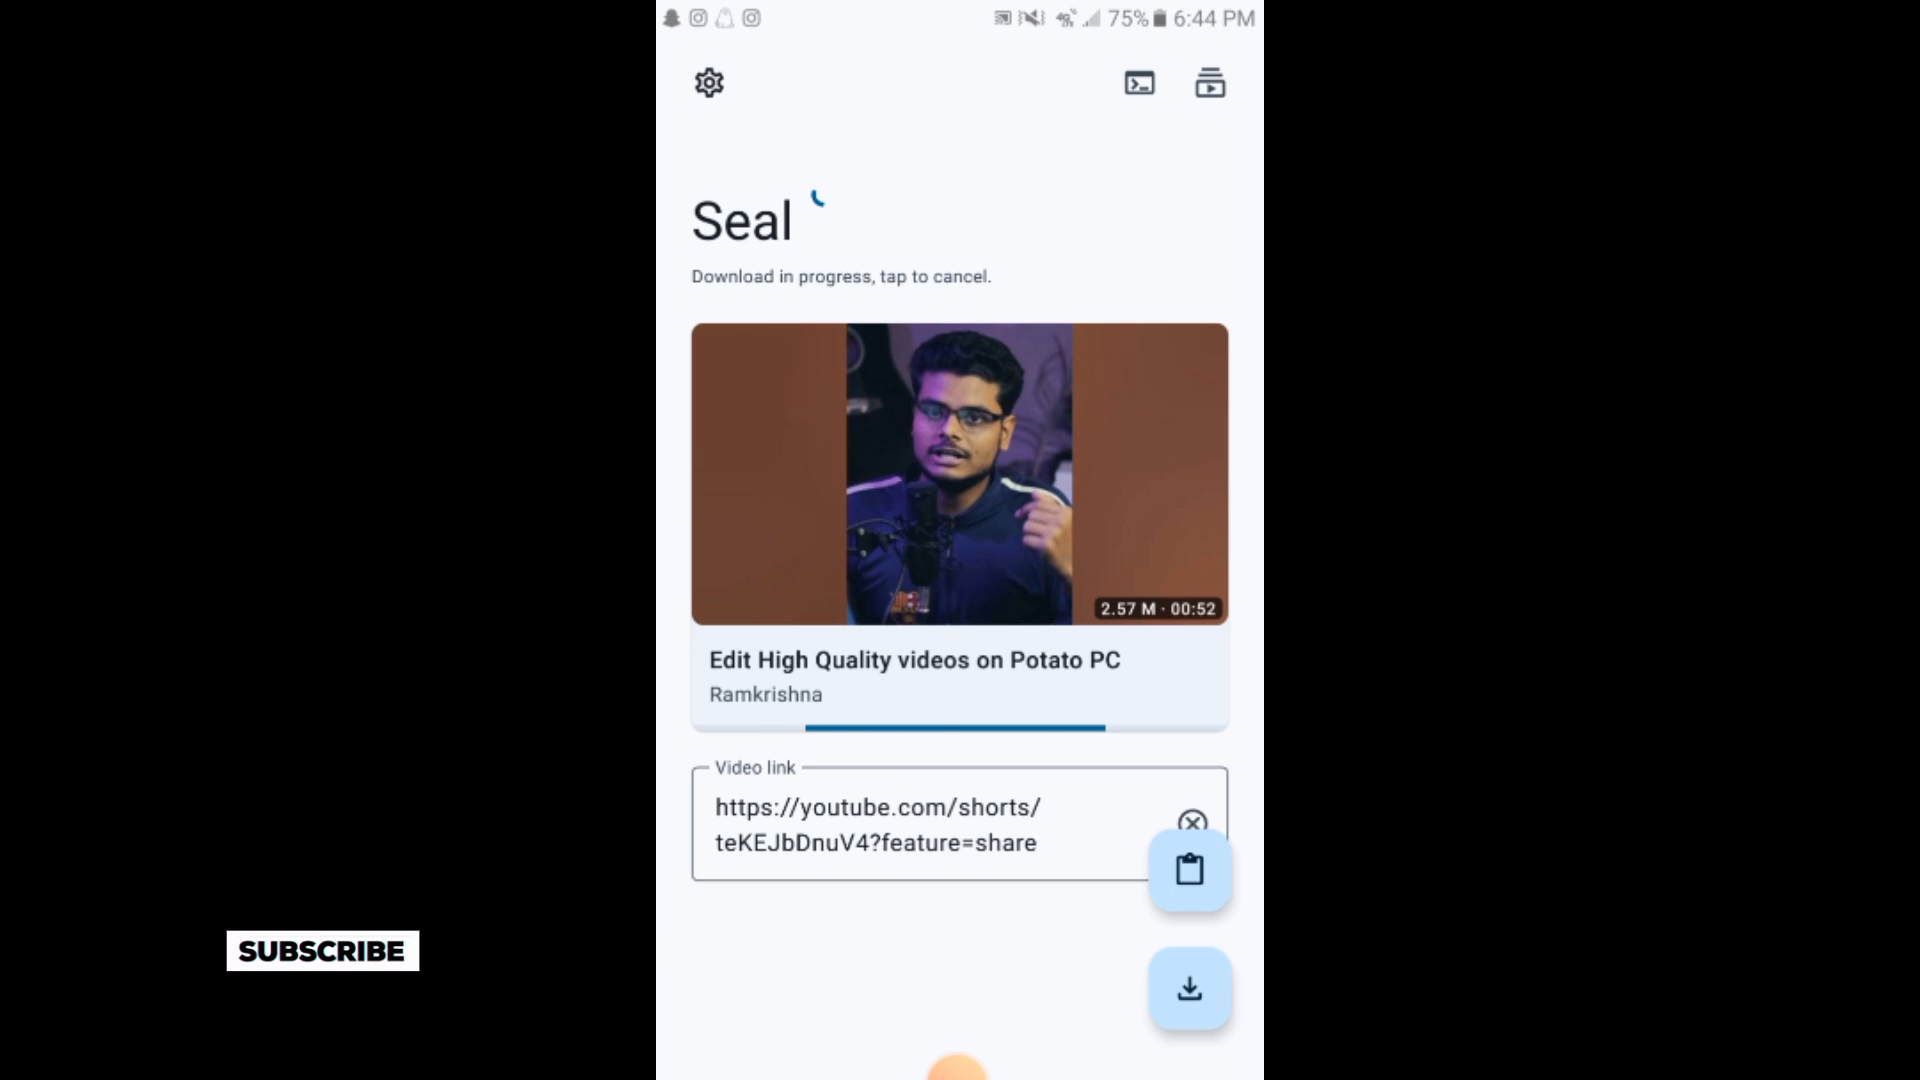 75% 6:44 PM
Seal
Download in progress, tap to cancel.
2.57 M · 00:52
Edit High Quality videos on Potato PC
Ramkrishna
Video link
https://youtube.com/shorts/
teKEJbDnuV4?feature=share
SUBSCRIBE